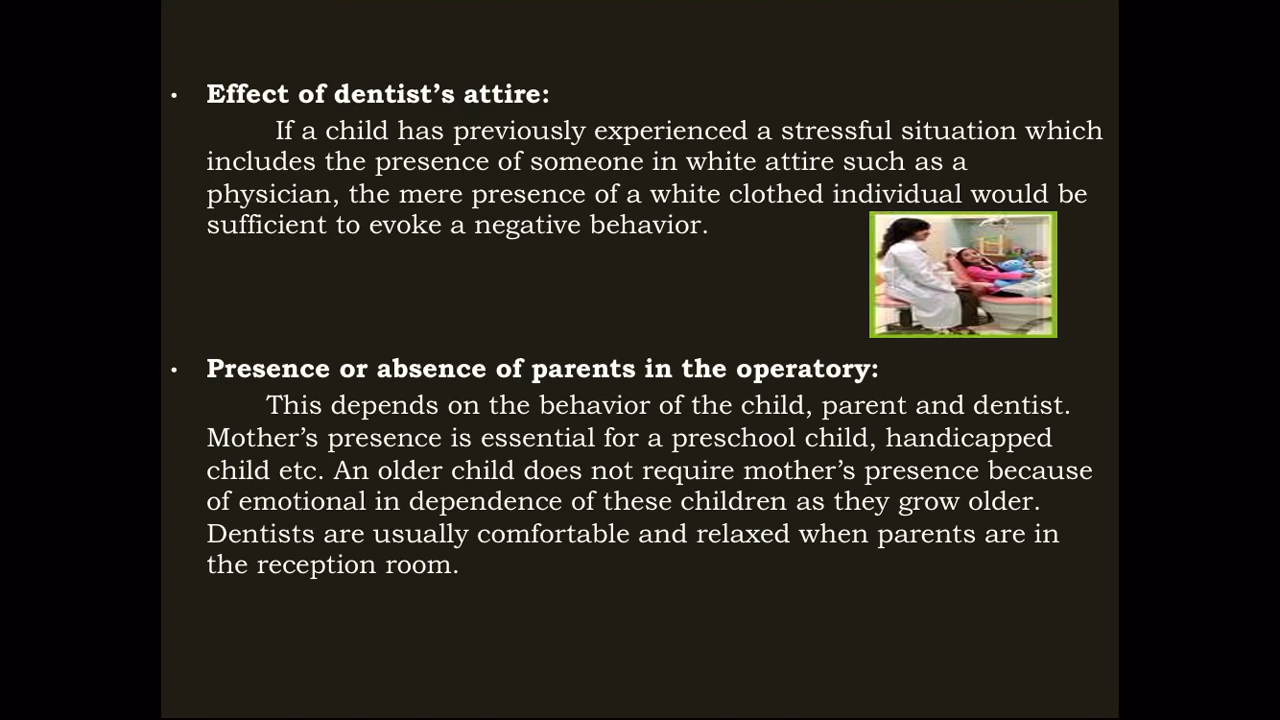 • Effect of dentist’s attire:
If a child has previously experienced a stressful situation which
includes the presence of someone in white attire such as a
physician, the mere presence of a white clothed individual would be
sufficient to evoke a negative behavior.
• Presence or absence of parents in the operatory:
This depends on the behavior of the child, parent and dentist.
Mother’s presence is essential for a preschool child, handicapped
child etc. An older child does not require mother’s presence because
of emotional in dependence of these children as they grow older.
Dentists are usually comfortable and relaxed when parents are in
the reception room.